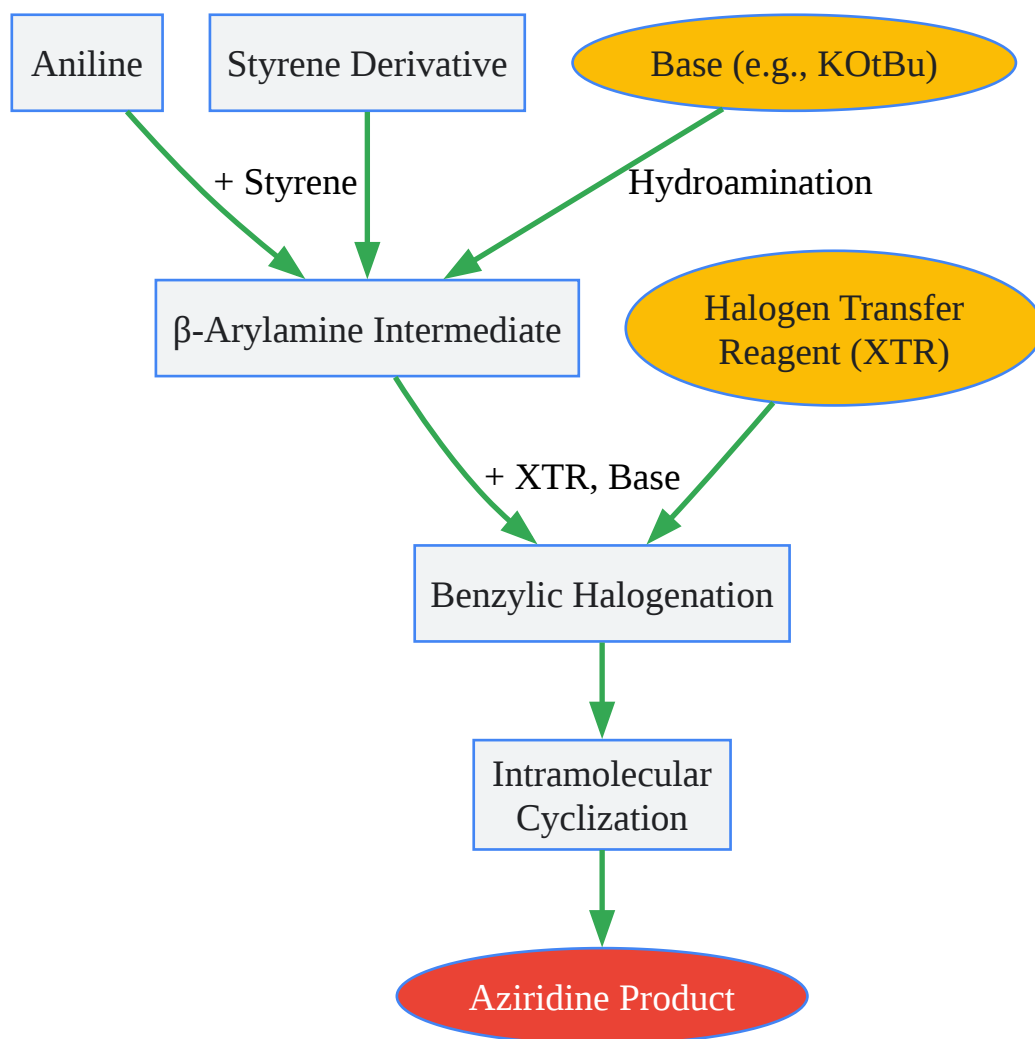 Aniline
Styrene Derivative
Base (e.g., KOtBu)
+ Styrene
Hydroamination
β-Arylamine Intermediate
Halogen Transfer
Reagent (XTR)
+ XTR, Base
Benzylic Halogenation
Intramolecular
Cyclization
Aziridine Product